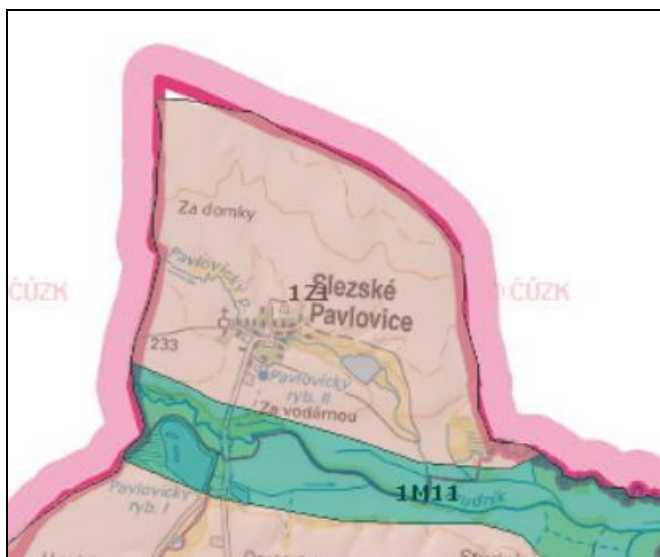 Za domky
Pavlovický p.
ČÚZK
1Z1
Slezské
Pavlovice
© ČÚZK
233
Pavlovický
ryb. II
Za vodárnou
1M11
Pavlovický
ryb. I